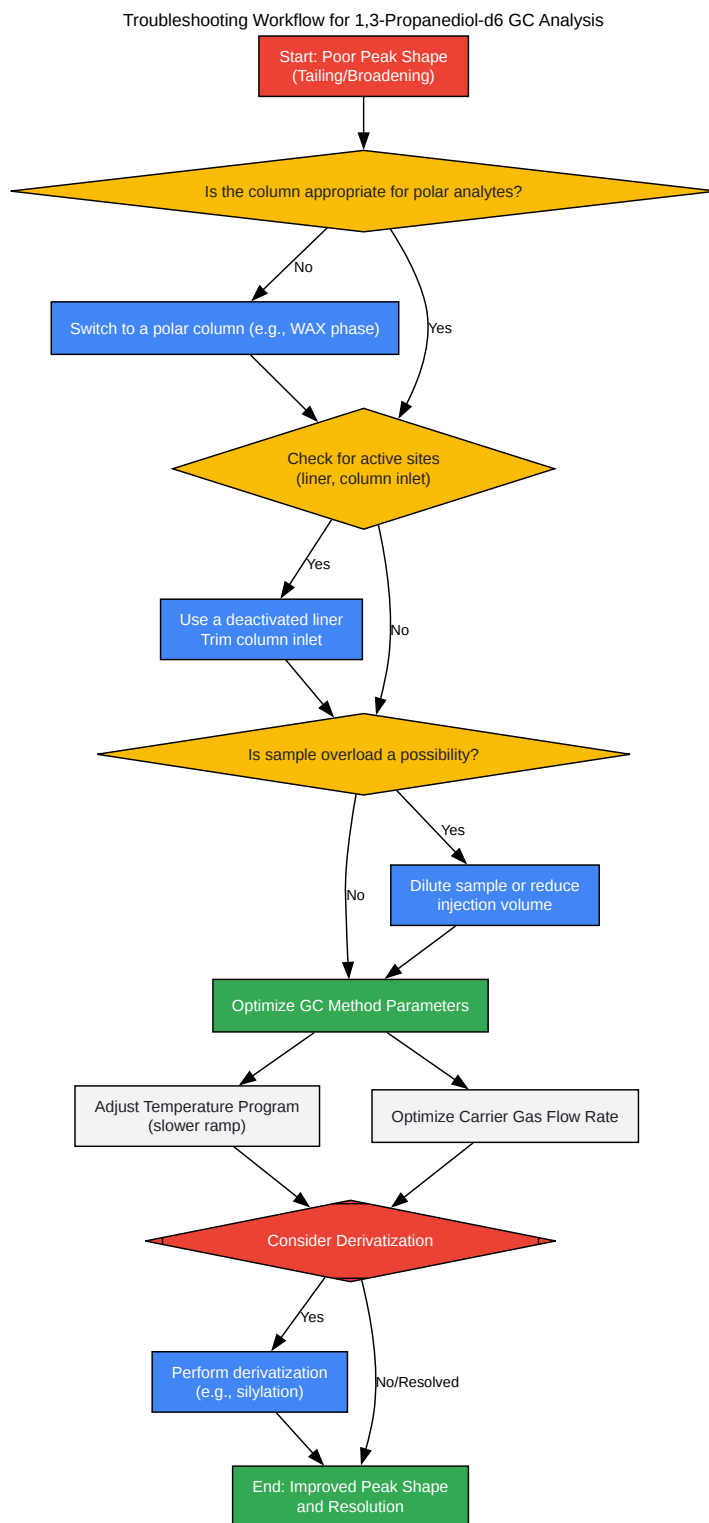 Troubleshooting Workflow for 1,3-Propanediol-d6 GC Analysis
Start: Poor Peak Shape
(Tailing/Broadening)
Is the column appropriate for polar analytes?
No
Yes
Switch to a polar column (e.g., WAX phase)
Check for active sites
(liner, column inlet)
Yes
No
Use a deactivated liner
Trim column inlet
Is sample overload a possibility?
Yes
No
Dilute sample or reduce
injection volume
Optimize GC Method Parameters
Adjust Temperature Program
(slower ramp)
Optimize Carrier Gas Flow Rate
Consider Derivatization
Yes
No/Resolved
Perform derivatization
(e.g., silylation)
End: Improved Peak Shape
and Resolution